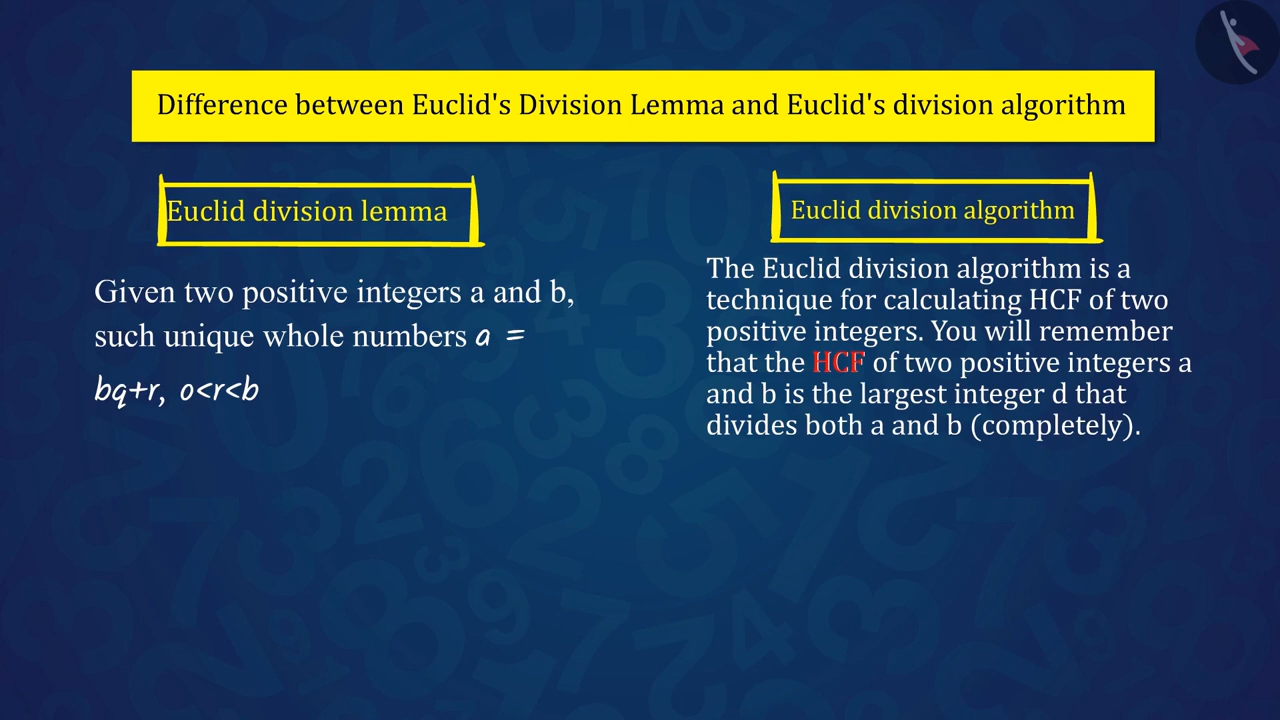 Difference between Euclid's Division Lemma and Euclid's division algorithm
Euclid division lemma
Given two positive integers a and b,
such unique whole numbers a =
bq+r, o<r<b
Euclid division algorithm
The Euclid division algorithm is a
technique for calculating HCF of two
positive integers. You will remember
that the HCF of two positive integers a
and b is the largest integer d that
divides both a and b (completely).